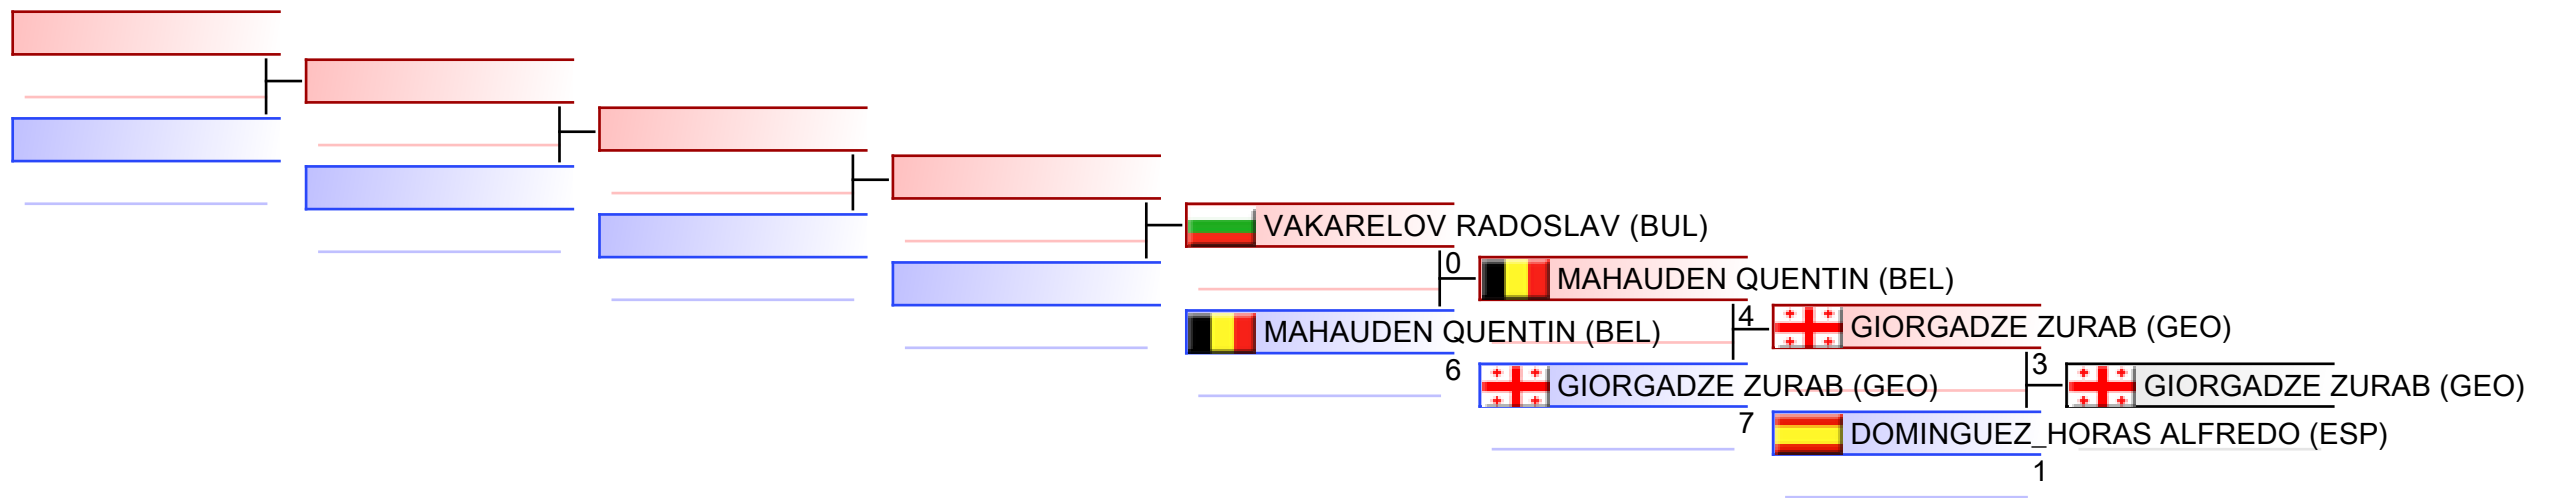 VAKARELOV RADOSLAV (BUL)
0
MAHAUDEN QUENTIN (BEL)
6
MAHAUDEN QUENTIN (BEL)
4
GIORGADZE ZURAB (GEO)
7
GIORGADZE ZURAB (GEO)
3
DOMINGUEZ_HORAS ALFREDO (ESP)
1
GIORGADZE ZURAB (GEO)